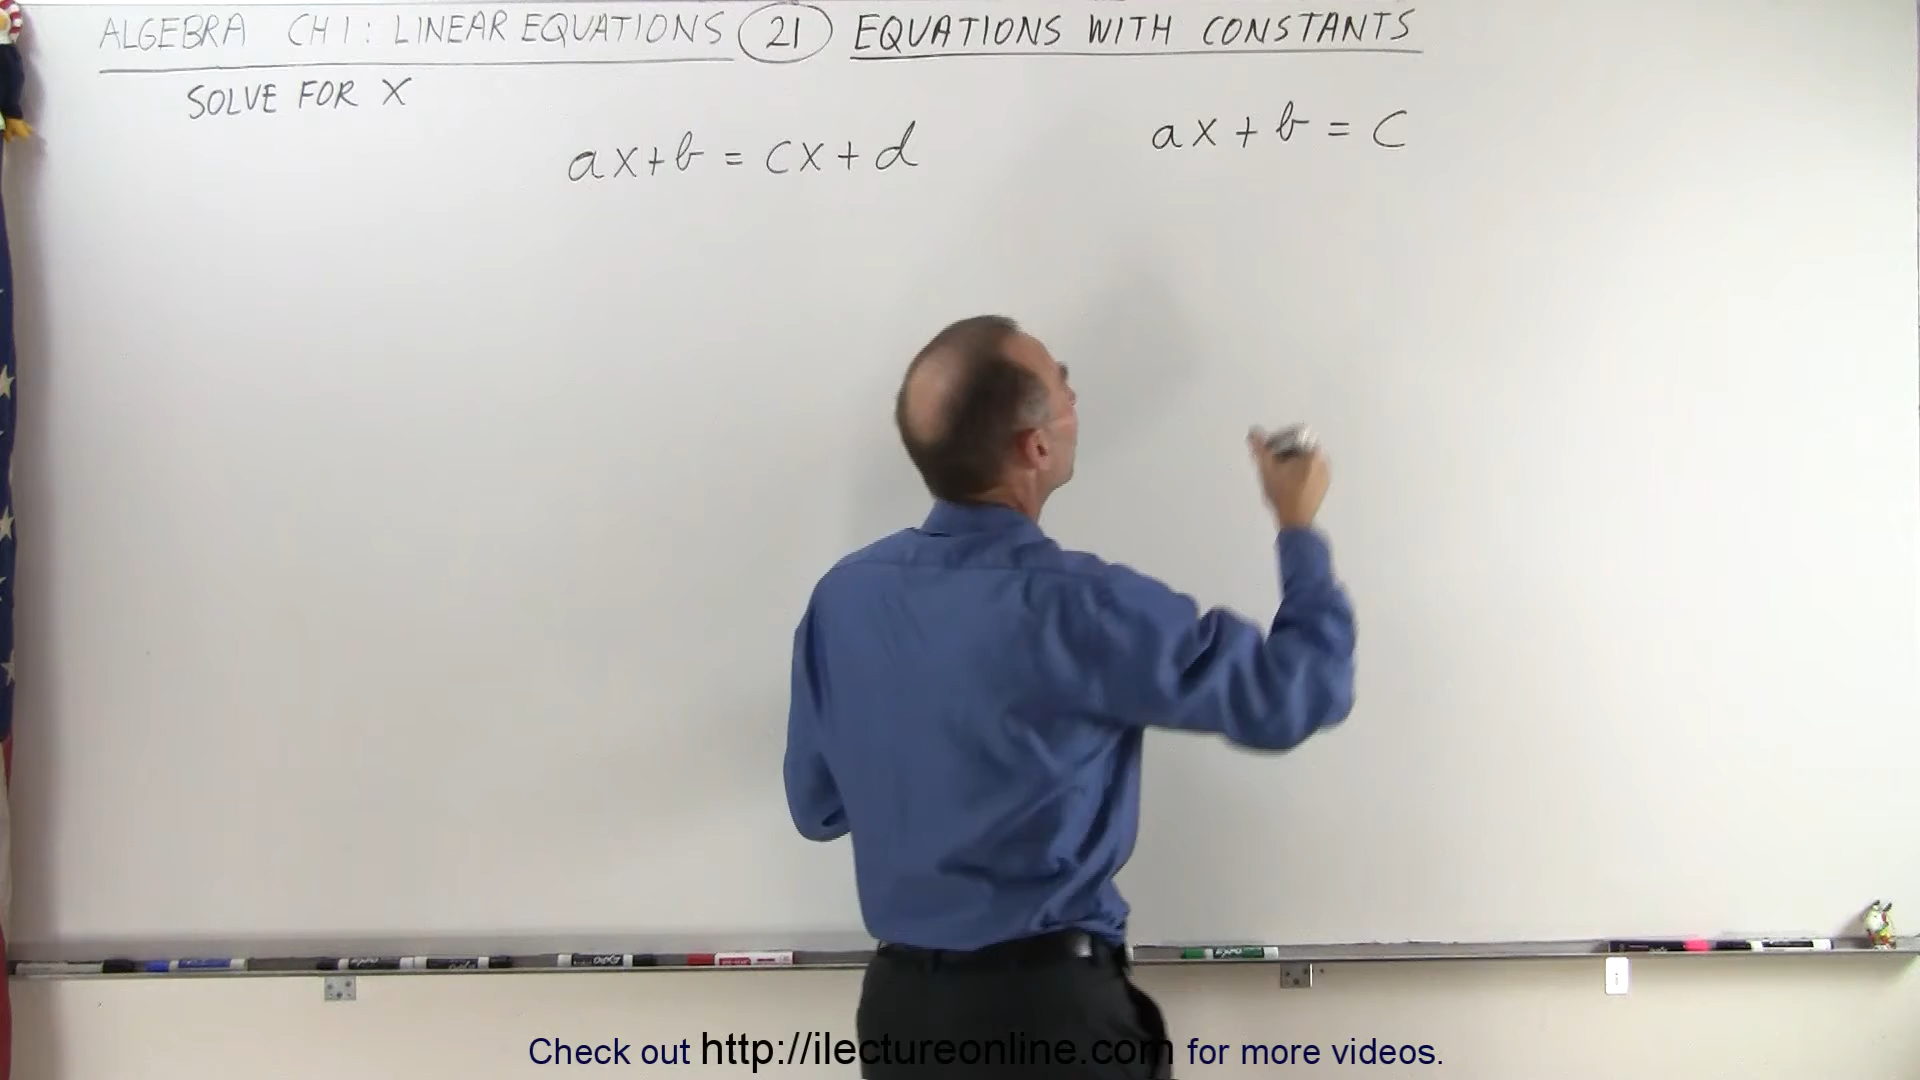 ALGEBRA CH 1: LINEAR EQUATIONS 21 EQUATIONS WITH CONSTANTS
SOLVE FOR X
ax+b = cx+d
ax+b = c
Check out http://ilectureonline.com for more videos.